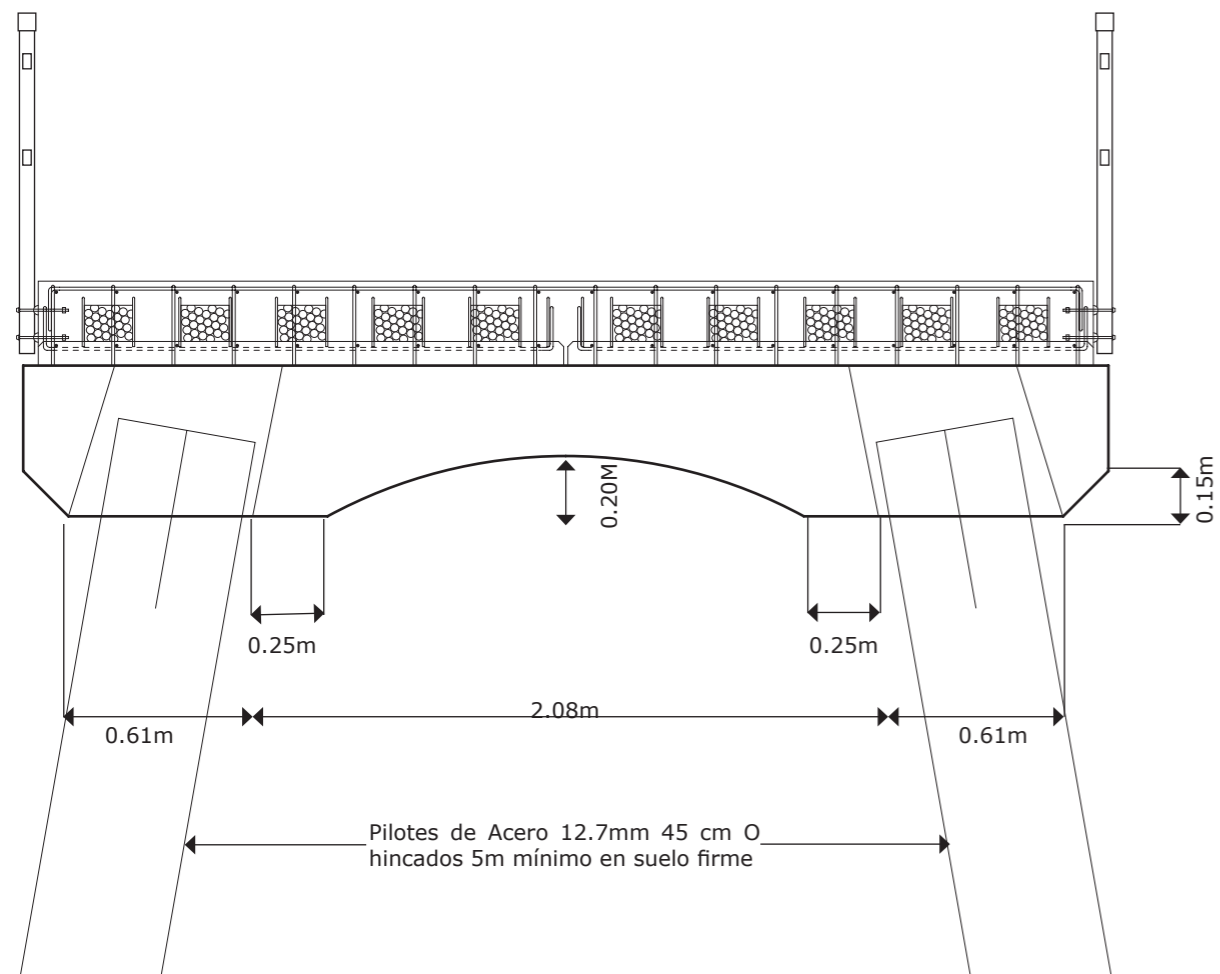 0.20M
0.15m
0.25m
0.25m
2.08m
0.61m
0.61m
Pilotes de Acero 12.7mm 45 cm O
hincados 5m mínimo en suelo firme